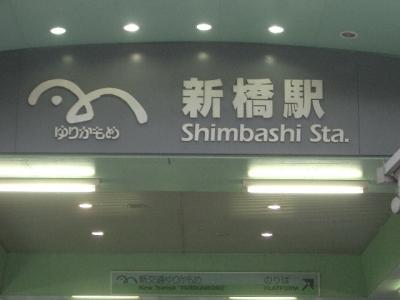 新橋駅
ゆりかもめ
Shimbashi Sta.
新交通ゆりかもめ
New Transit "YURIKAMOME"
のりば
PLATFORM